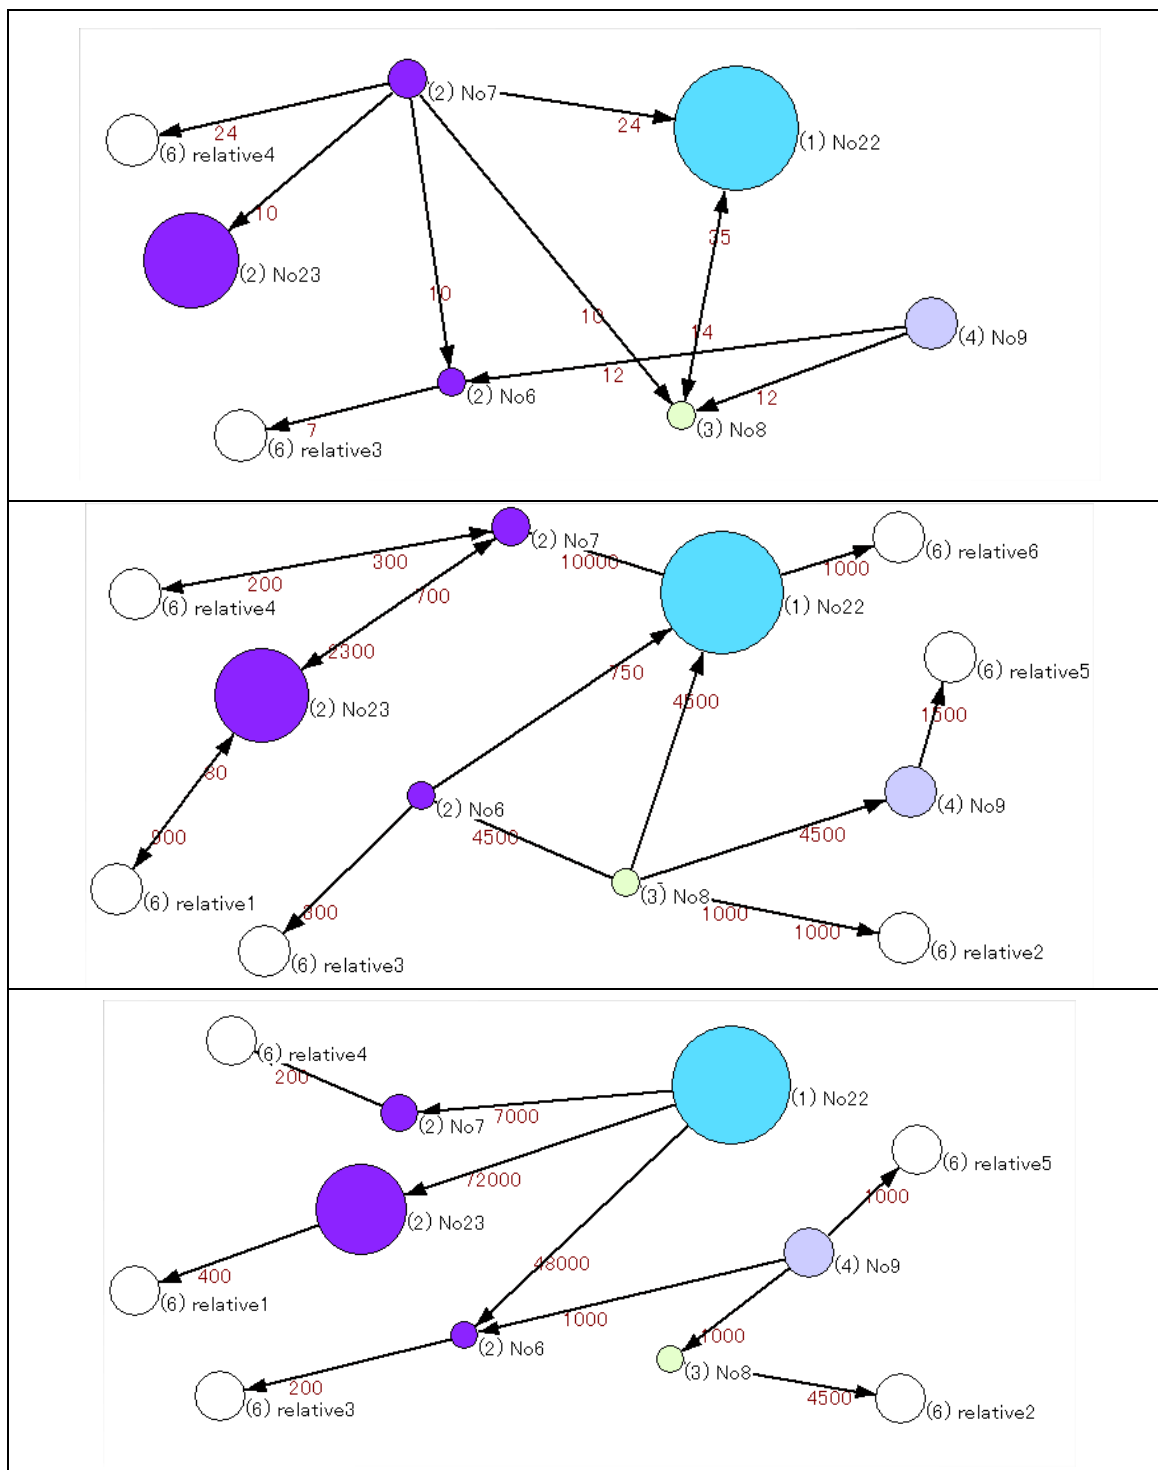 (2) No7
24
24
(1) No22
(6) relative4
10
35
(2) No23
10
10
14
(4) No9
12
12
(2) No6
(3) No8
7
(6) relative3
(2) No7
300
10000
(6) relative6
200
1000
700
(1) No22
(6) relative4
2300
750
(6) relative5
4500
(2) No23
1500
80
(4) No9
(2) No6
900
4500
4500
(3) No8
(6) relative1
800
1000
1000
(6) relative3
(6) relative2
(6) relative4
200
(1) No22
7000
(2) No7
(6) relative5
72000
1000
(2) No23
48000
(4) No9
400
(6) relative1
1000
1000
(2) No6
(3) No8
200
4500
(6) relative3
(6) relative2